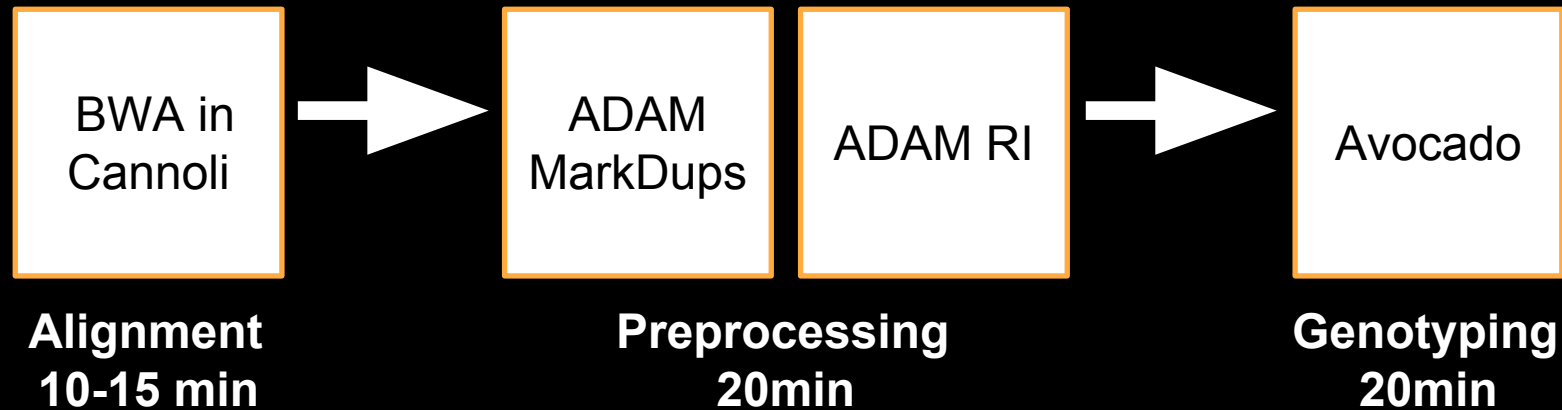 BWA in
Cannoli
ADAM
MarkDups
ADAM RI
Avocado
Alignment
10-15 min
Preprocessing
20min
Genotyping
20min